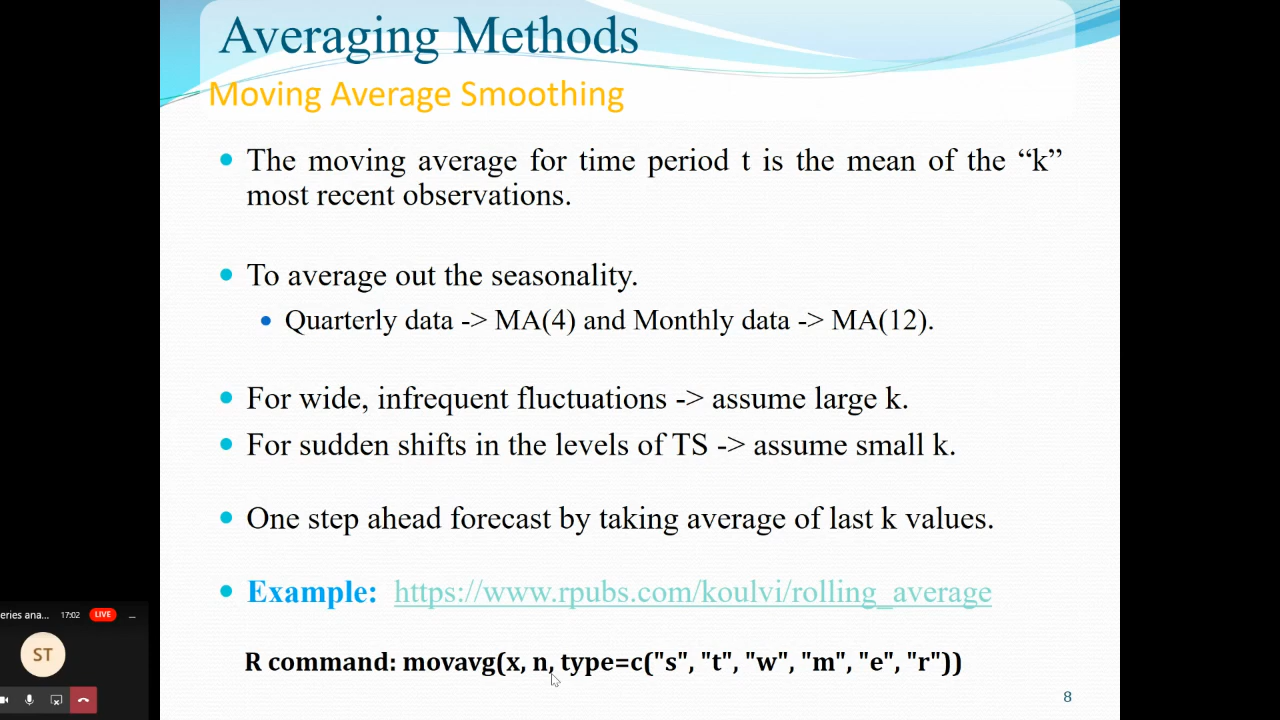 Averaging Methods
Moving Average Smoothing
The moving average for time period t is the mean of the “k”
most recent observations.
To average out the seasonality.
Quarterly data -> MA(4) and Monthly data -> MA(12).
For wide, infrequent fluctuations -> assume large k.
For sudden shifts in the levels of TS -> assume small k.
One step ahead forecast by taking average of last k values.
Example: https://www.rpubs.com/koulvi/rolling_average
R command: movavg(x, n, type=c("s", "t", "w", "m", "e", "r"))
8
eries ana... 17:02 LIVE
ST